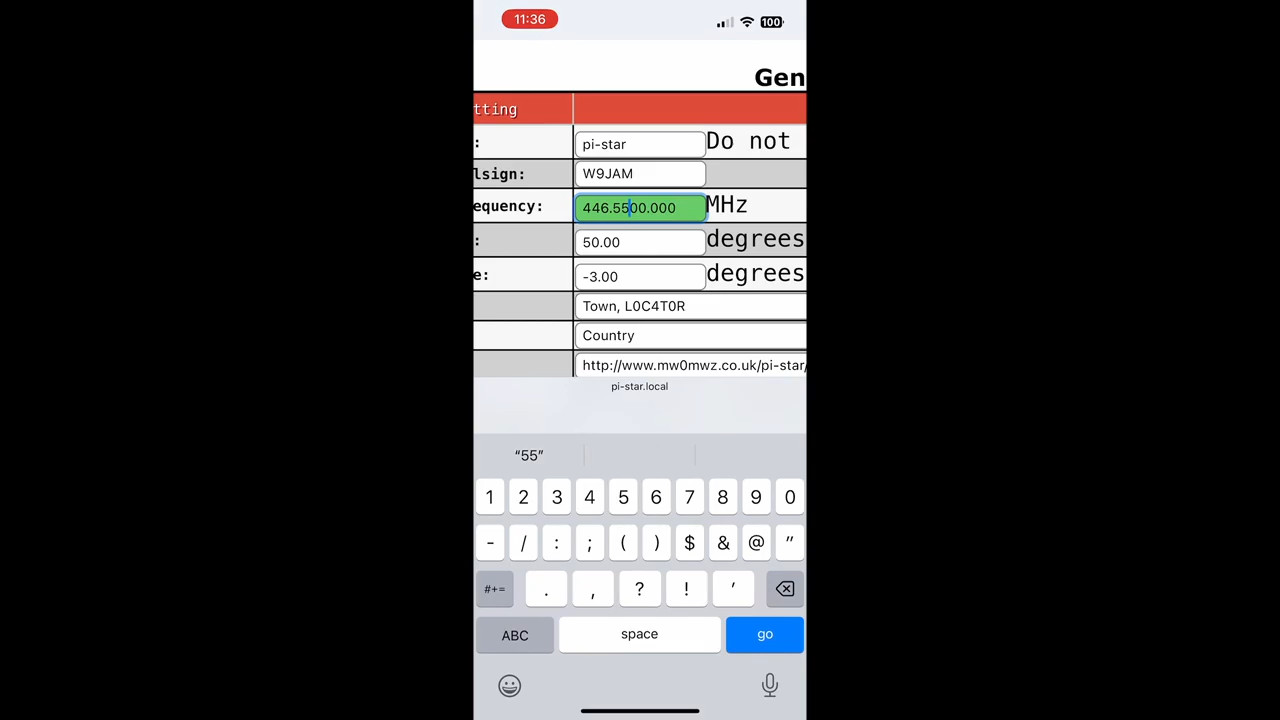 11:36
100
Gen
tting
: pi-star Do not
lsign: W9JAM
equency: 446.5500.000 MHz
: 50.00 degrees
e: -3.00 degrees
Town, L0C4T0R
Country
http://www.mw0mwz.co.uk/pi-star/
pi-star.local
“55”
1 2 3 4 5 6 7 8 9 0
- / : ; ( ) $ & @ "
#+= . , ? ! ’
ABC space go